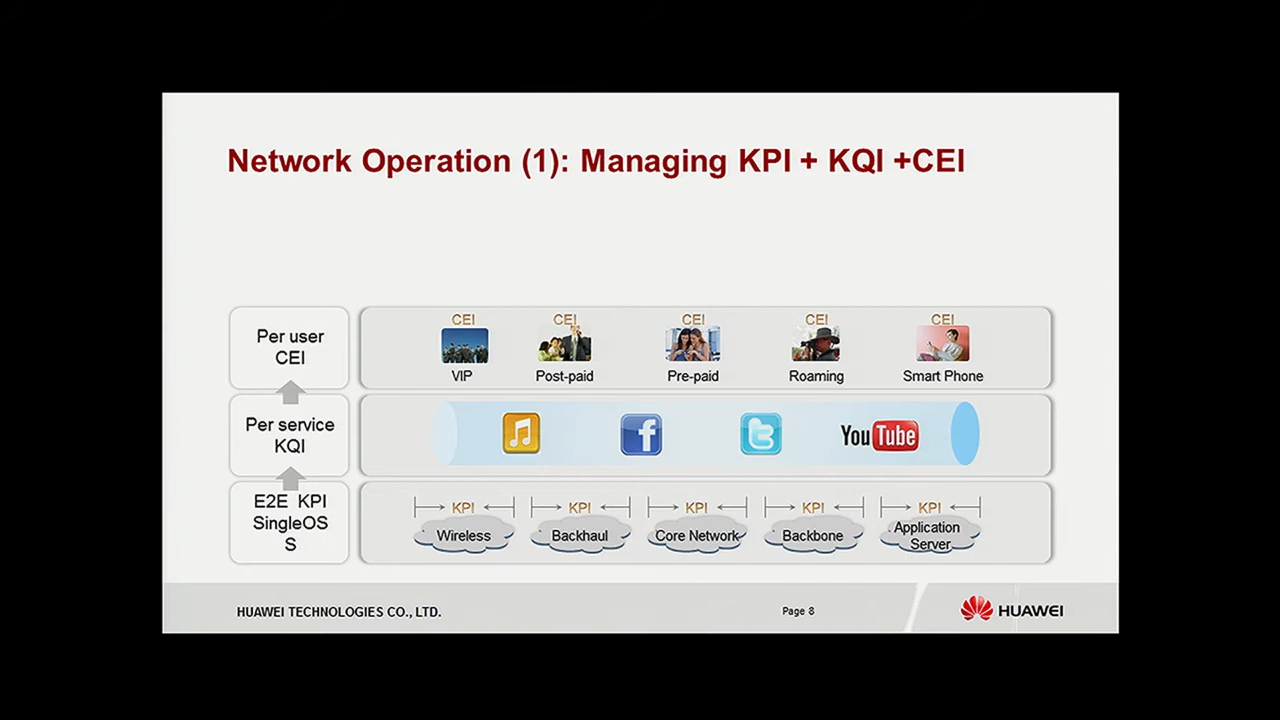 Network Operation (1): Managing KPI + KQI +CEI
Per user
CEI
CEI
CEI
CEI
CEI
CEI
VIP
Post-paid
Pre-paid
Roaming
Smart Phone
Per service
KQI
f
t
You Tube
E2E KPI
SingleOS
S
KPI
KPI
KPI
KPI
KPI
Wireless
Backhaul
Core Network
Backbone
Application
Server
HUAWEI TECHNOLOGIES CO., LTD.
Page 8
HUAWEI